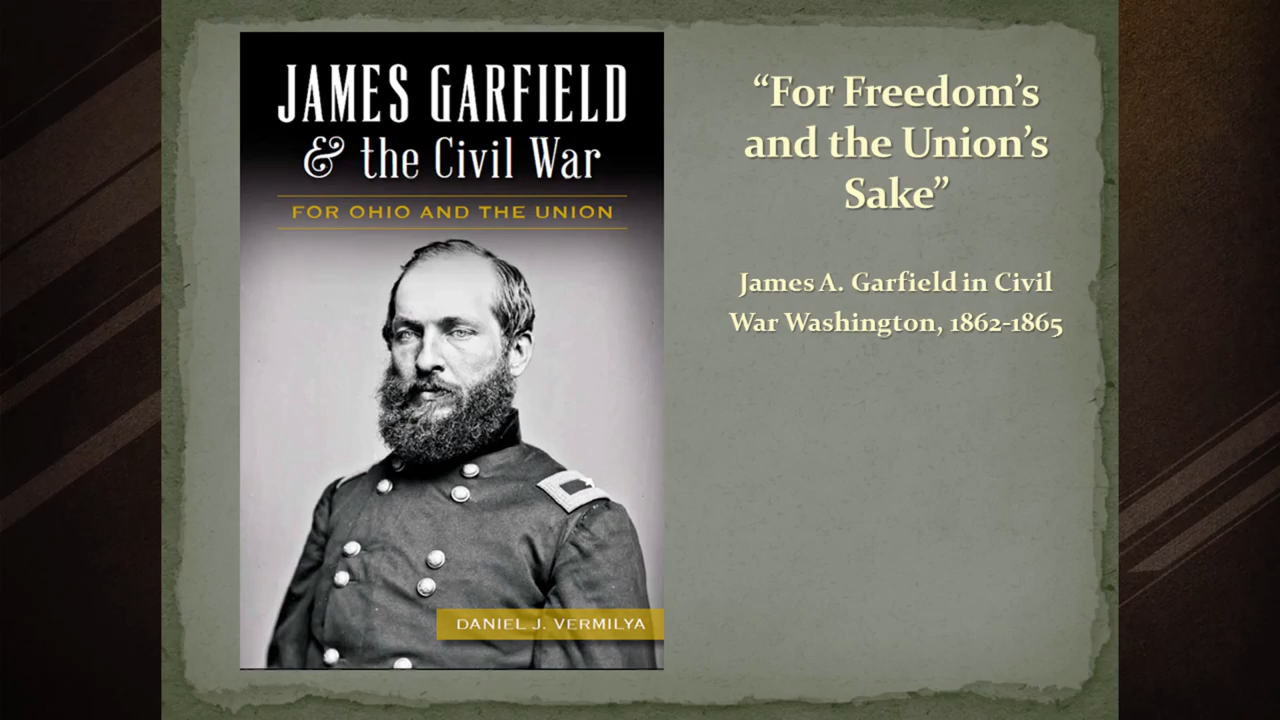 JAMES GARFIELD
& the Civil War
FOR OHIO AND THE UNION
DANIEL J. VERMILYA
“For Freedom’s
and the Union’s
Sake”
James A. Garfield in Civil
War Washington, 1862-1865